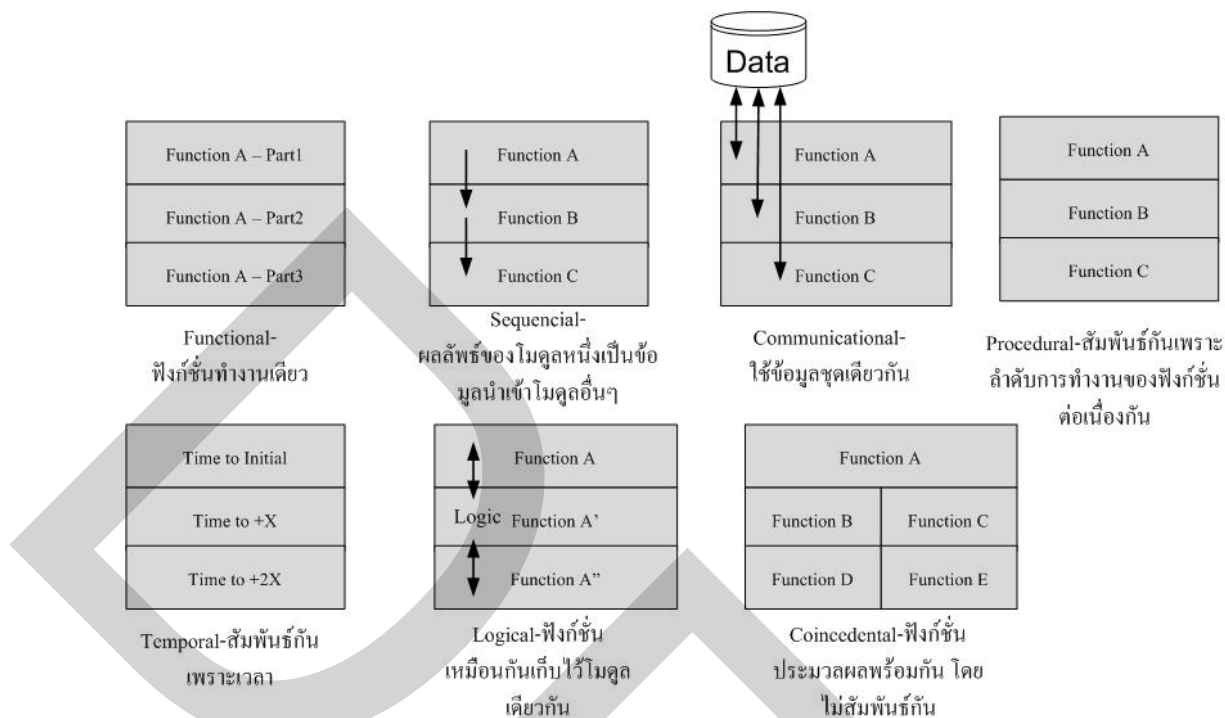 Data
Function A – Part1
Function A – Part2
Function A – Part3
Functional-
ฟังก์ชั่นทำงานเดียว
Function A
Function B
Function C
Sequencial-
ผลลัพธ์ของโมดูลหนึ่งเป็นข้อ
มูลนำเข้าโมดูลอื่นๆ
Function A
Function B
Function C
Communicational-
ใช้ข้อมูลชุดเดียวกัน
Function A
Function B
Function C
Procedural-สัมพันธ์กันเพราะ
ลำดับการทำงานของฟังก์ชั่น
ต่อเนื่องกัน
Time to Initial
Time to +X
Time to +2X
Temporal-สัมพันธ์กัน
เพราะเวลา
Function A
Logic Function A’
Function A”
Logical-ฟังก์ชั่น
เหมือนกันเก็บไว้โมดูล
เดียวกัน
Function A
Function B Function C
Function D Function E
Coincedental-ฟังก์ชั่น
ประมวลผลพร้อมกัน โดย
ไม่สัมพันธ์กัน